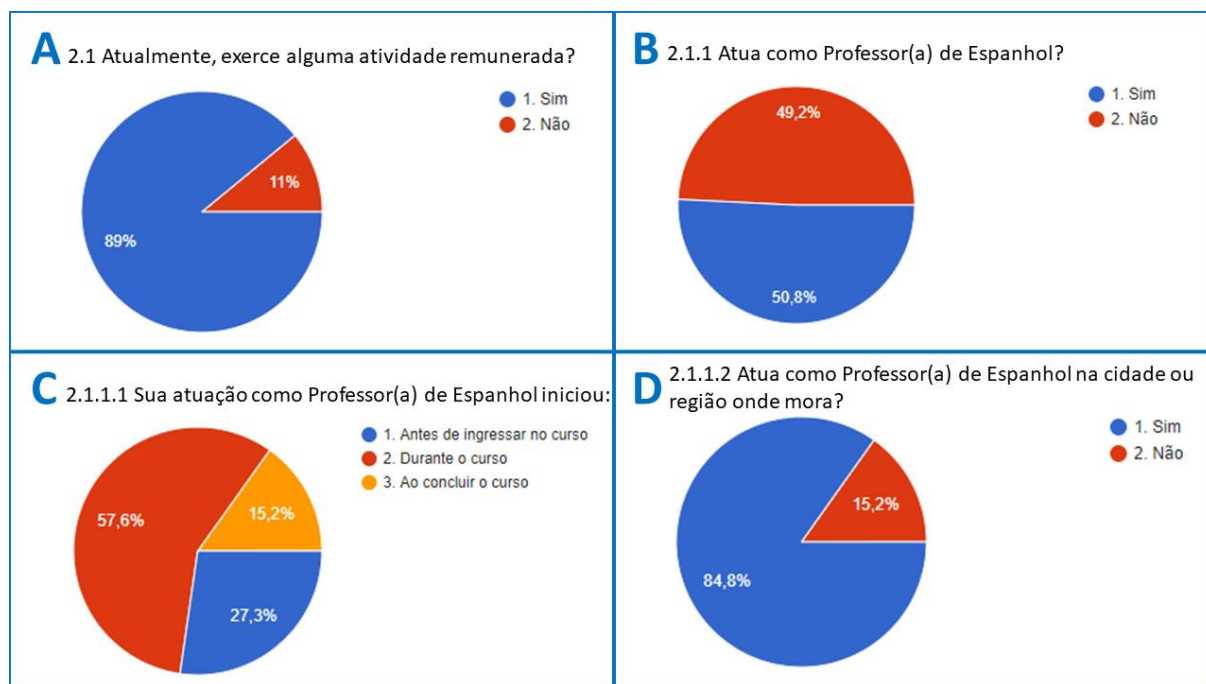 A 2.1 Atualmente, exerce alguma atividade remunerada?
1. Sim
2. Não
11%
89%
B 2.1.1 Atua como Professor(a) de Espanhol?
1. Sim
2. Não
49,2%
50,8%
C 2.1.1.1 Sua atuação como Professor(a) de Espanhol iniciou:
1. Antes de ingressar no curso
2. Durante o curso
3. Ao concluir o curso
57,6%
15,2%
27,3%
D 2.1.1.2 Atua como Professor(a) de Espanhol na cidade ou
região onde mora?
1. Sim
2. Não
15,2%
84,8%